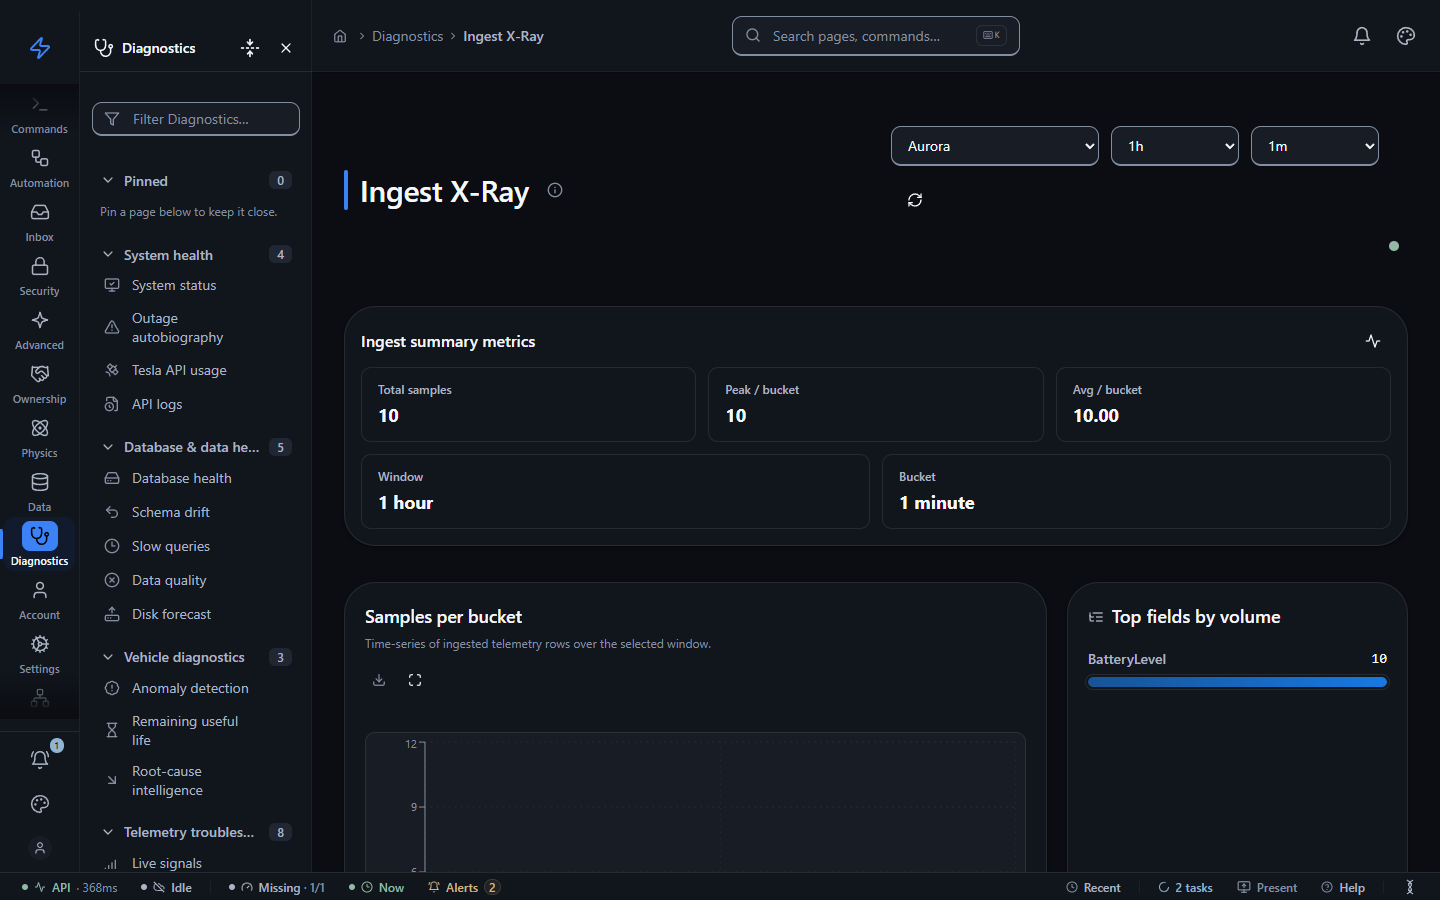 Diagnostics
Diagnostics
Ingest X-Ray
Search pages, commands...
K
Commands
Automation
Inbox
Security
Advanced
Ownership
Physics
Data
Diagnostics
Account
Settings
1
Filter Diagnostics...
Pinned
0
Pin a page below to keep it close.
System health
4
System status
Outage
autobiography
Tesla API usage
API logs
Database & data he...
5
Database health
Schema drift
Slow queries
Data quality
Disk forecast
Vehicle diagnostics
3
Anomaly detection
Remaining useful
life
Root-cause
intelligence
Telemetry troubles...
8
Live signals
Aurora
1h
1m
Ingest X-Ray
Ingest summary metrics
Total samples
10
Peak / bucket
10
Avg / bucket
10.00
Window
1 hour
Bucket
1 minute
Samples per bucket
Time-series of ingested telemetry rows over the selected window.
12
9
Top fields by volume
BatteryLevel
10
API · 368ms
Idle
Missing · 1/1
Now
Alerts 2
Recent
2 tasks
Present
Help